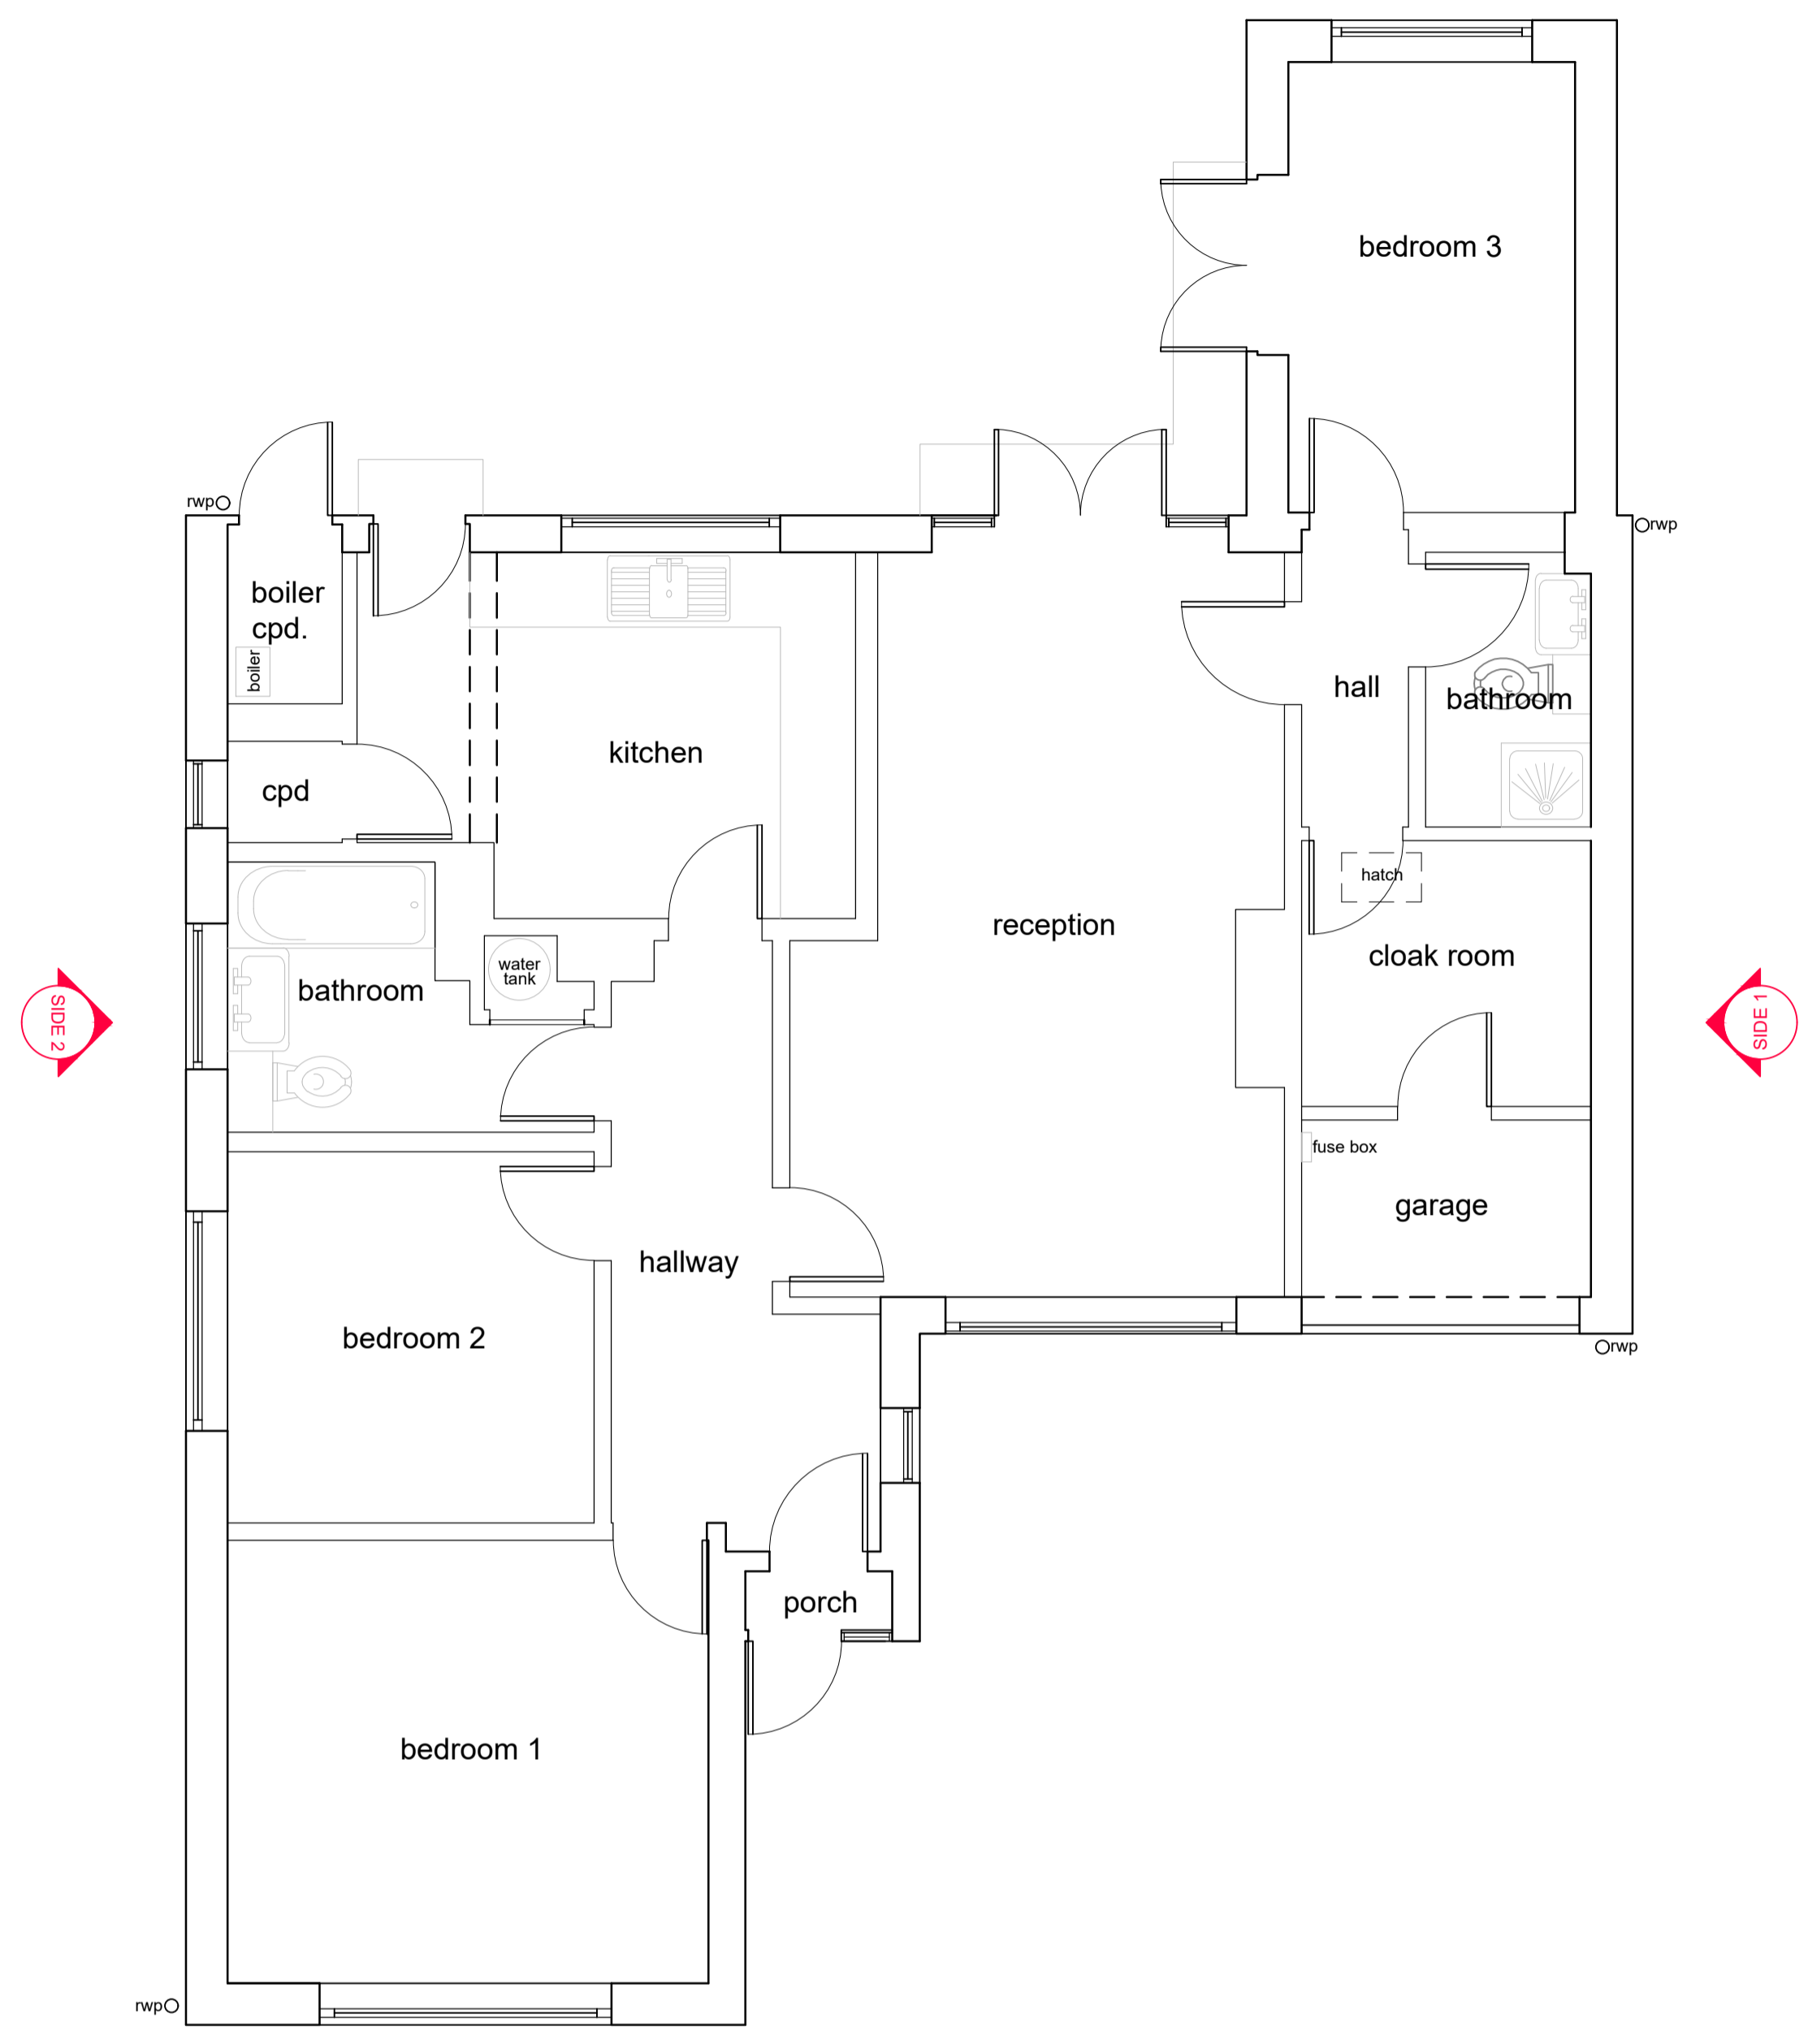 bedroom 3
rwp
rwp
boiler
cpd.
boiler
hall
bathroom
kitchen
cpd
hatch
reception
cloak room
water
tank
bathroom
SIDE 2
SIDE 1
fuse box
garage
hallway
bedroom 2
rwp
porch
bedroom 1
rwp